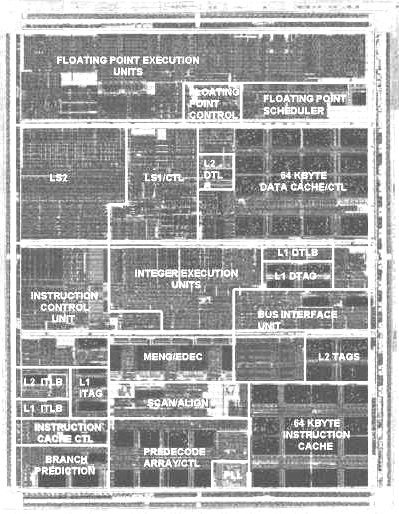 FLOATING POINT EXECUTION
UNITS
FLOATING
POINT
CONTROL
FLOATING POINT
SCHEDULER
LS2
LS1/CTL
L2
DTL
B
64 KBYTE
DATA CACHE/CTL
L1 DTLB
L1 DTAG
INTEGER EXECUTION
UNITS
INSTRUCTION
CONTROL
UNIT
BUS INTERFACE
UNIT
MENG/EDEC
L2 TAGS
L2 ITLB
L1
ITAG
L1 ITLB
SCAN/ALIGN
INSTRUCTION
CACHE CTL
64 KBYTE
INSTRUCTION
CACHE
BRANCH
PREDICTION
PREDECODE
ARRAY/CTL